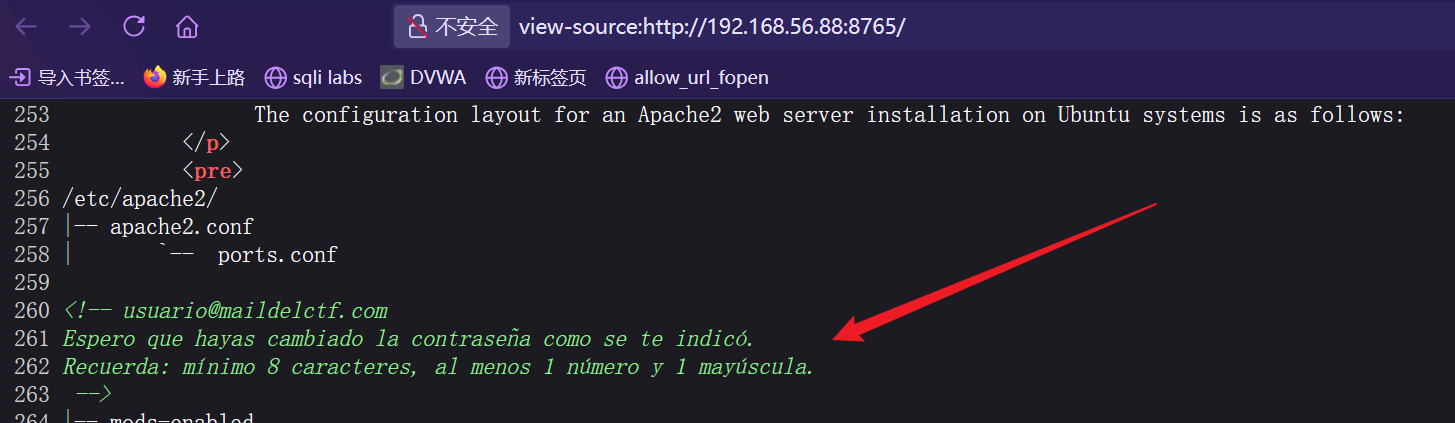 不安全 view-source:http://192.168.56.88:8765/
导入书签... 新手上路 sqli labs DVWA 新标签页 allow_url_fopen
253 The configuration layout for an Apache2 web server installation on Ubuntu systems is as follows:
254 </p>
255 <pre>
256 /etc/apache2/
257 |-- apache2.conf
258 | `-- ports.conf
259
260 <!-- usuario@maildelctf.com
261 Espero que hayas cambiado la contraseña como se te indicó.
262 Recuerda: mínimo 8 caracteres, al menos 1 número y 1 mayúscula.
263 -->
264 |-- mods-enabled